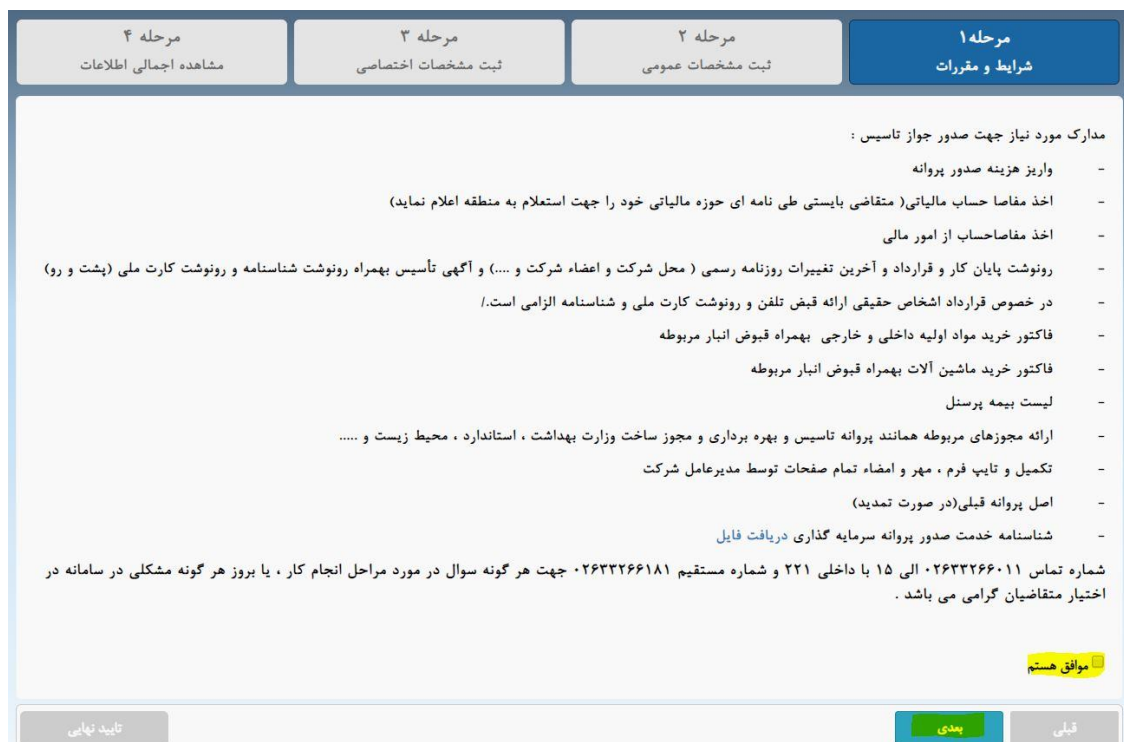 مرحله ۱
شرایط و مقررات
مرحله ۲
ثبت مشخصات عمومی
مرحله ۳
ثبت مشخصات اختصاصی
مرحله ۴
مشاهده اجمالی اطلاعات
مدارک مورد نیاز جهت صدور جواز تاسیس :
- واریز هزینه صدور پروانه
- اخذ مفاصا حساب مالیاتی( متقاضی بایستی طی نامه ای حوزه مالیاتی خود را جهت استعلام به منطقه اعلام نماید)
- اخذ مفاصاحساب از امور مالی
- رونوشت پایان کار و قرارداد و آخرین تغییرات روزنامه رسمی ( محل شرکت و اعضاء شرکت و ....) و آگهی تأسیس بهمراه رونوشت شناسنامه و رونوشت کارت ملی (پشت و رو)
- در خصوص قرارداد اشخاص حقیقی ارائه قبض تلفن و رونوشت کارت ملی و شناسنامه الزامی است./
- فاکتور خرید مواد اولیه داخلی و خارجی بهمراه قبوض انبار مربوطه
- فاکتور خرید ماشین آلات بهمراه قبوض انبار مربوطه
- لیست بیمه پرسنل
- ارائه مجوزهای مربوطه همانند پروانه تاسیس و بهره برداری و مجوز ساخت وزارت بهداشت ، استاندارد ، محیط زیست و .....
- تکمیل و تایپ فرم ، مهر و امضاء تمام صفحات توسط مدیرعامل شرکت
- اصل پروانه قبلی(در صورت تمدید)
- شناسنامه خدمت صدور پروانه سرمایه گذاری دریافت فایل
شماره تماس ۰۲۶۳۳۲۶۶۰۱۱ الی ۱۵ با داخلی ۲۲۱ و شماره مستقیم ۰۲۶۳۳۲۶۶۱۸۱ جهت هر گونه سوال در مورد مراحل انجام کار ، یا بروز هر گونه مشکلی در سامانه در
اختیار متقاضیان گرامی می باشد .
موافق هستم
قبلی
بعدی
تایید نهایی